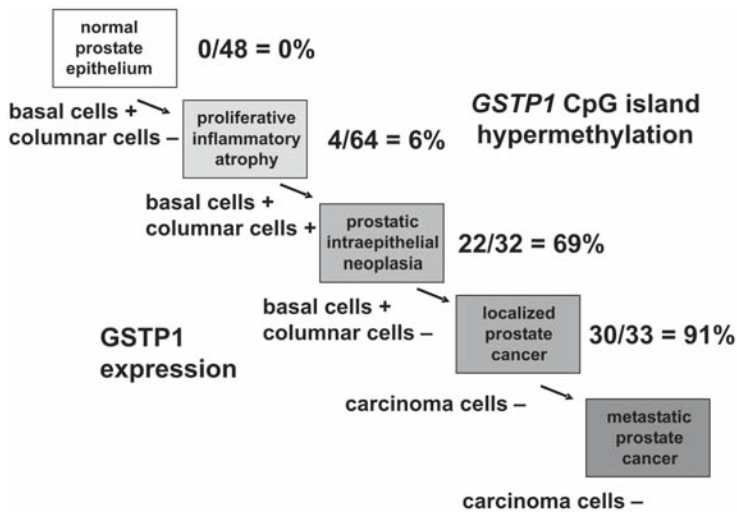 normal
prostate
epithelium
0/48 = 0%
basal cells +
columnar cells –
proliferative
inflammatory
atrophy
4/64 = 6%
GSTP1 CpG island
hypermethylation
basal cells +
columnar cells +
prostatic
intraepithelial
neoplasia
22/32 = 69%
basal cells +
columnar cells –
localized
prostate
cancer
30/33 = 91%
GSTP1
expression
carcinoma cells –
metastatic
prostate
cancer
carcinoma cells –